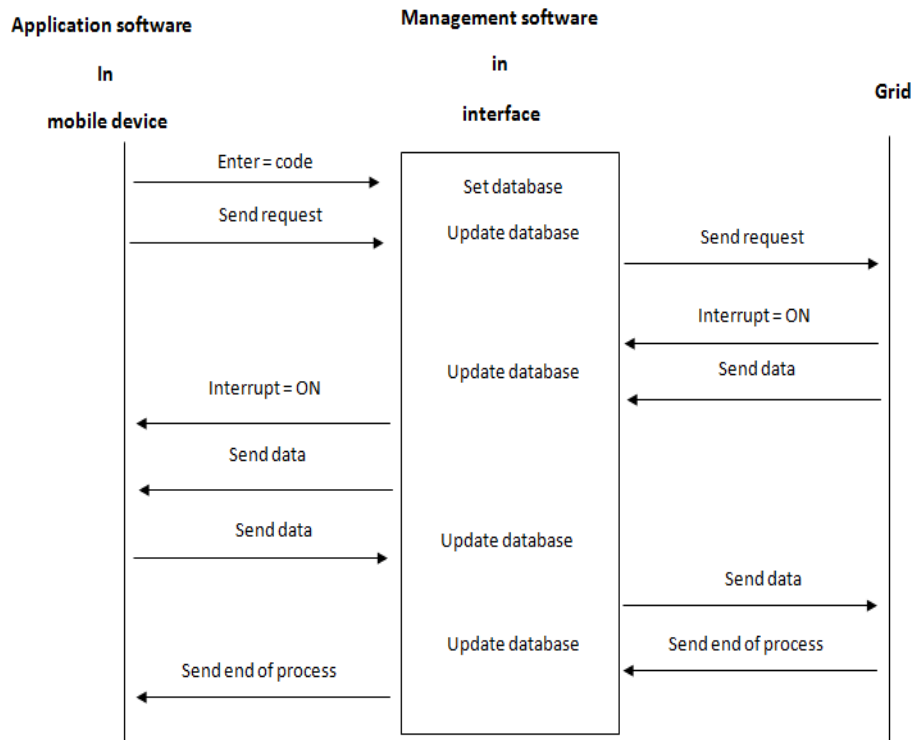 Application software
In
mobile device
Management software
in
interface
Grid
Enter = code
Set database
Send request
Update database
Send request
Interrupt = ON
Update database
Send data
Interrupt = ON
Send data
Send data
Update database
Send data
Update database
Send end of process
Send end of process